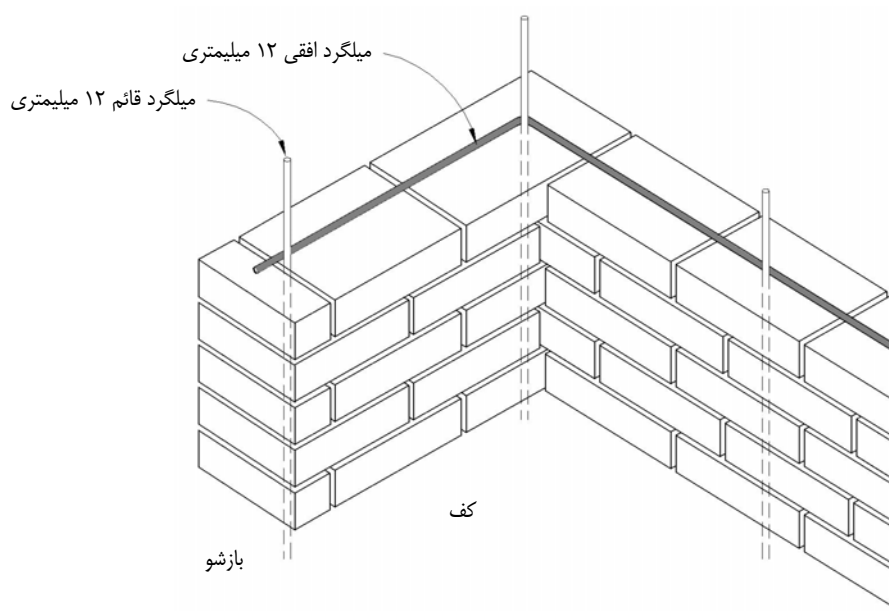 میلگرد افقی ۱۲ میلیمتری
میلگرد قائم ۱۲ میلیمتری
کف
بازشو